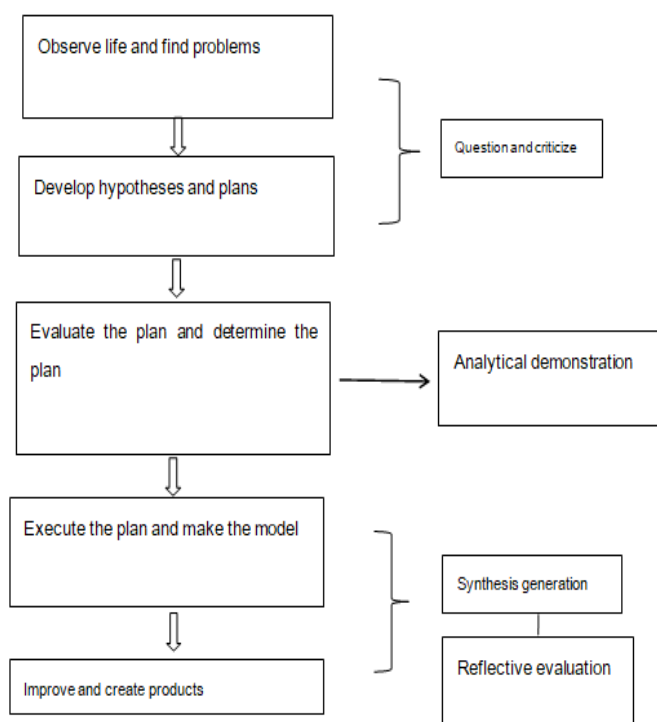 Observe life and find problems
Question and criticize
Develop hypotheses and plans
Evaluate the plan and determine the
plan
Analytical demonstration
Execute the plan and make the model
Synthesis generation
Reflective evaluation
Improve and create products